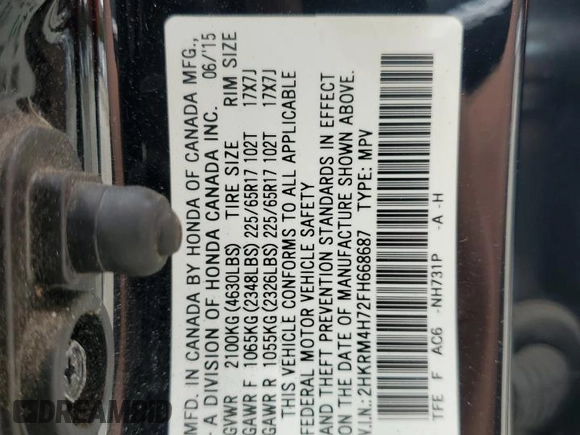 MFD. IN CANADA BY HONDA OF CANADA MFG.,
A DIVISION OF HONDA CANADA INC. 06/'15
GVWR 2100KG (4630LBS) TIRE SIZE RIM SIZE
GAWR F 1065KG (2348LBS) 225/65R17 102T 17X7J
GAWR R 1055KG (2326LBS) 225/65R17 102T 17X7J
THIS VEHICLE CONFORMS TO ALL APPLICABLE
FEDERAL MOTOR VEHICLE SAFETY
AND THEFT PREVENTION STANDARDS IN EFFECT
ON THE DATE OF MANUFACTURE SHOWN ABOVE.
V.I.N.: 2HKRM4H72FH668687 TYPE: MPV
TFE F AC6 -NH731P -A -H
DREAMBID